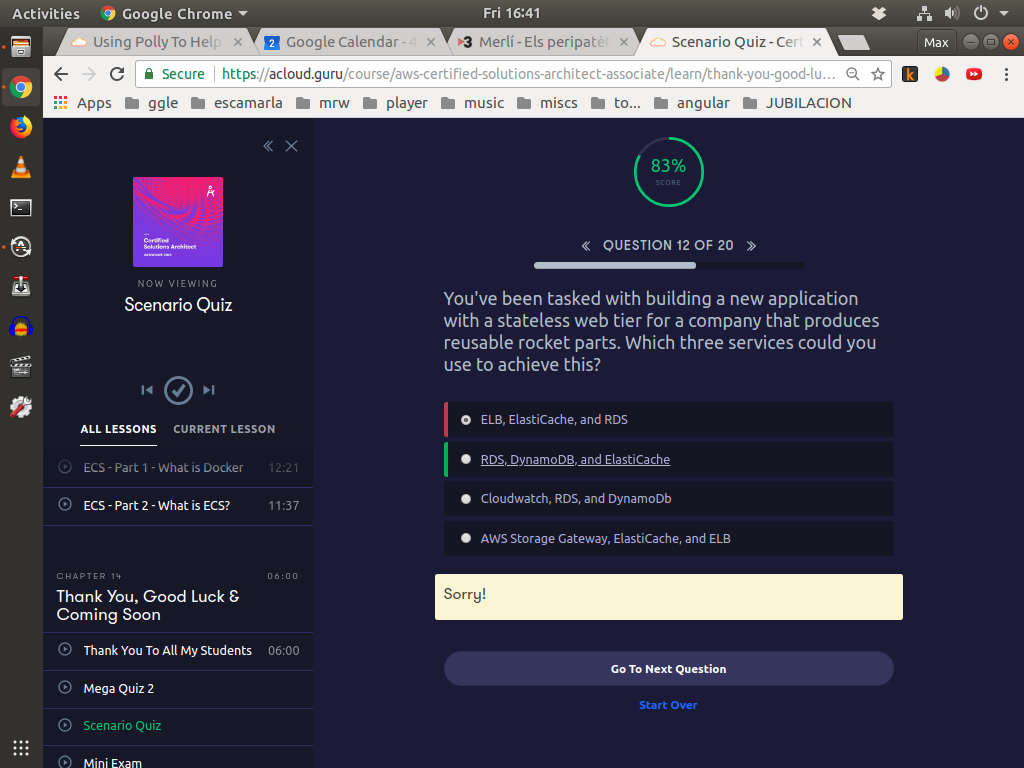 Activities
Google Chrome
Fri 16:41
Using Polly To Help
Google Calendar - 4
Merlí - Els peripatèt
Scenario Quiz - Cert
Max
Secure
https://acloud.guru/course/aws-certified-solutions-architect-associate/learn/thank-you-good-lu...
Apps
ggle
escamarla
mrw
player
music
miscs
to...
angular
JUBILACION
Certified
Solutions Architect
ASSOCIATE 2018
NOW VIEWING
Scenario Quiz
ALL LESSONS
CURRENT LESSON
ECS - Part 1 - What is Docker 12:21
ECS - Part 2 - What is ECS? 11:37
CHAPTER 14 06:00
Thank You, Good Luck &
Coming Soon
Thank You To All My Students 06:00
Mega Quiz 2
Scenario Quiz
Mini Exam
83%
SCORE
« QUESTION 12 OF 20 »
You've been tasked with building a new application
with a stateless web tier for a company that produces
reusable rocket parts. Which three services could you
use to achieve this?
ELB, ElastiCache, and RDS
RDS, DynamoDB, and ElastiCache
Cloudwatch, RDS, and DynamoDb
AWS Storage Gateway, ElastiCache, and ELB
Sorry!
Go To Next Question
Start Over